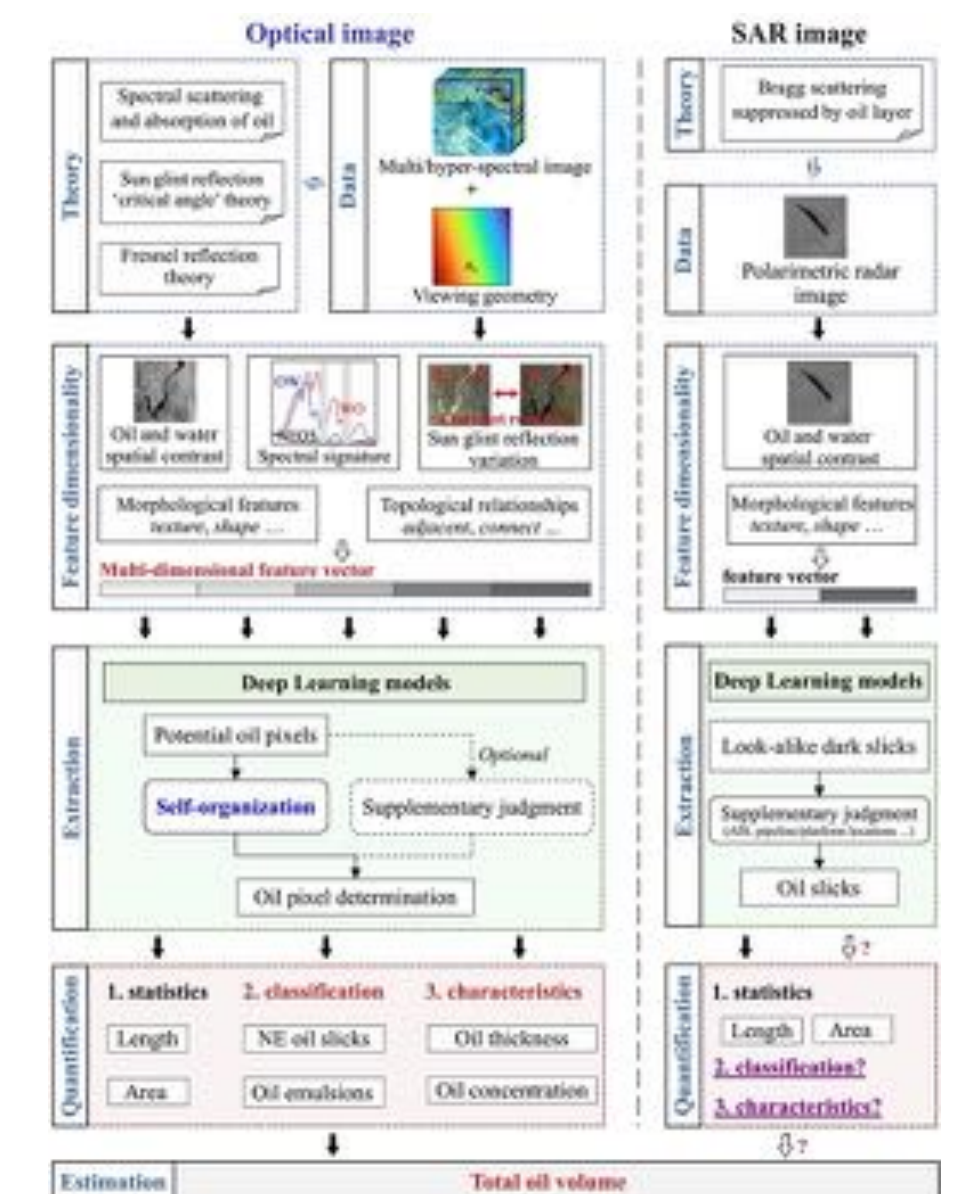 Optical image
SAR image
Theory
Spectral scattering
and absorption of oil
Sun glint reflection
'critical angle' theory
Fresnel reflection
theory
Data
Multi/hyper-spectral image
+
Viewing geometry
Theory
Bragg scattering
suppressed by oil layer
Data
Polarimetric radar
image
Feature dimensionality
Oil and water
spatial contrast
Spectral signature
Sun glint reflection
variation
Morphological features
texture, shape ...
Topological relationships
adjacent, connect ...
Multi-dimensional feature vector
Feature dimensionality
Oil and water
spatial contrast
Morphological features
texture, shape ...
feature vector
Extraction
Deep Learning models
Potential oil pixels
Optional
Self-organization
Supplementary judgment
Oil pixel determination
Extraction
Deep Learning models
Look-alike dark slicks
Supplementary judgment
(AIS, pipeline/platform locations ...)
Oil slicks
Quantification
1. statistics
2. classification
3. characteristics
Length
NE oil slicks
Oil thickness
Area
Oil emulsions
Oil concentration
?
Quantification
1. statistics
Length
Area
2. classification?
3. characteristics?
?
Estimation
Total oil volume